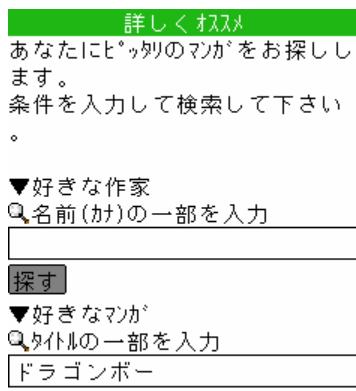 詳しくｵｽｽﾒ
あなたにﾋﾟｯﾀﾘのﾏﾝｶﾞをお探しし
ます。
条件を入力して検索して下さい
。
▼好きな作家
名前(ｶﾅ)の一部を入力
探す
▼好きなﾏﾝｶﾞ
ﾀｲﾄﾙの一部を入力
ドラゴンボー